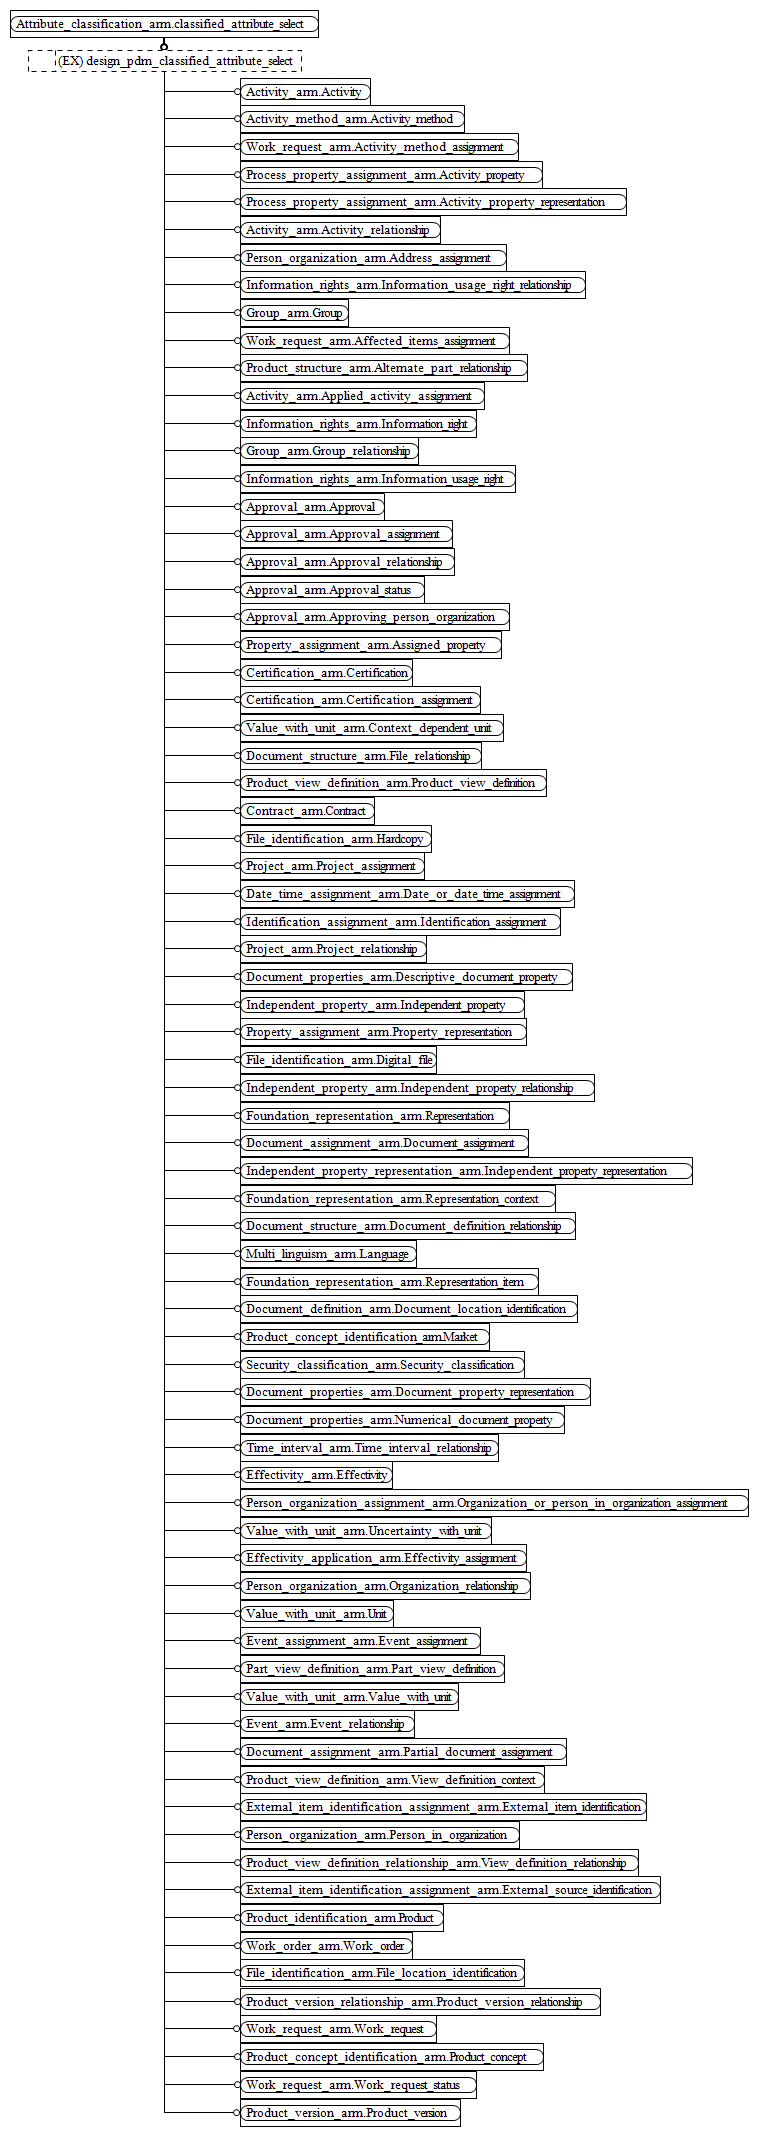 Attribute_classification_arm.classified_attribute_select
(EX) design_pdm_classified_attribute_select
Activity_arm.Activity
Activity_method_arm.Activity_method
Work_request_arm.Activity_method_assignment
Process_property_assignment_arm.Activity_property
Process_property_assignment_arm.Activity_property_representation
Activity_arm.Activity_relationship
Person_organization_arm.Address_assignment
Information_rights_arm.Information_usage_right_relationship
Group_arm.Group
Work_request_arm.Affected_items_assignment
Product_structure_arm.Alternate_part_relationship
Activity_arm.Applied_activity_assignment
Information_rights_arm.Information_right
Group_arm.Group_relationship
Information_rights_arm.Information_usage_right
Approval_arm.Approval
Approval_arm.Approval_assignment
Approval_arm.Approval_relationship
Approval_arm.Approval_status
Approval_arm.Approving_person_organization
Property_assignment_arm.Assigned_property
Certification_arm.Certification
Certification_arm.Certification_assignment
Value_with_unit_arm.Context_dependent_unit
Document_structure_arm.File_relationship
Product_view_definition_arm.Product_view_definition
Contract_arm.Contract
File_identification_arm.Hardcopy
Project_arm.Project_assignment
Date_time_assignment_arm.Date_or_date_time_assignment
Identification_assignment_arm.Identification_assignment
Project_arm.Project_relationship
Document_properties_arm.Descriptive_document_property
Independent_property_arm.Independent_property
Property_assignment_arm.Property_representation
File_identification_arm.Digital_file
Independent_property_arm.Independent_property_relationship
Foundation_representation_arm.Representation
Document_assignment_arm.Document_assignment
Independent_property_representation_arm.Independent_property_representation
Foundation_representation_arm.Representation_context
Document_structure_arm.Document_definition_relationship
Multi_linguism_arm.Language
Foundation_representation_arm.Representation_item
Document_definition_arm.Document_location_identification
Product_concept_identification_arm.Market
Security_classification_arm.Security_classification
Document_properties_arm.Document_property_representation
Document_properties_arm.Numerical_document_property
Time_interval_arm.Time_interval_relationship
Effectivity_arm.Effectivity
Person_organization_assignment_arm.Organization_or_person_in_organization_assignment
Value_with_unit_arm.Uncertainty_with_unit
Effectivity_application_arm.Effectivity_assignment
Person_organization_arm.Organization_relationship
Value_with_unit_arm.Unit
Event_assignment_arm.Event_assignment
Part_view_definition_arm.Part_view_definition
Value_with_unit_arm.Value_with_unit
Event_arm.Event_relationship
Document_assignment_arm.Partial_document_assignment
Product_view_definition_arm.View_definition_context
External_item_identification_assignment_arm.External_item_identification
Person_organization_arm.Person_in_organization
Product_view_definition_relationship_arm.View_definition_relationship
External_item_identification_assignment_arm.External_source_identification
Product_identification_arm.Product
Work_order_arm.Work_order
File_identification_arm.File_location_identification
Product_version_relationship_arm.Product_version_relationship
Work_request_arm.Work_request
Product_concept_identification_arm.Product_concept
Work_request_arm.Work_request_status
Product_version_arm.Product_version